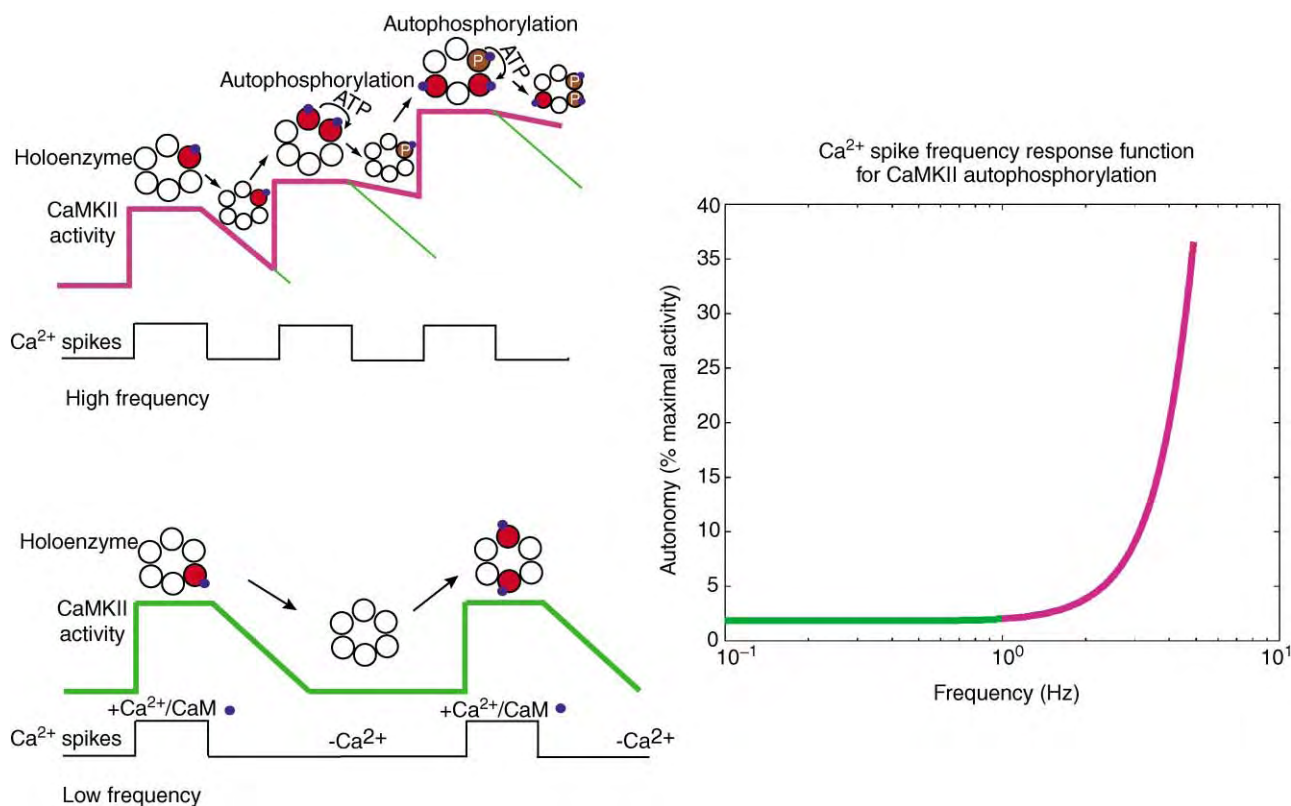 Autophosphorylation
P
ATP
Autophosphorylation
ATP
P
P
Holoenzyme
P
CaMKII
activity
Ca²⁺ spikes
High frequency
Holoenzyme
CaMKII
activity
+Ca²⁺/CaM
+Ca²⁺/CaM
Ca²⁺ spikes
-Ca²⁺
-Ca²⁺
Low frequency
Ca²⁺ spike frequency response function
for CaMKII autophosphorylation
Autonomy (% maximal activity)
40
35
30
25
20
15
10
5
0
10⁻¹
10⁰
10¹
Frequency (Hz)